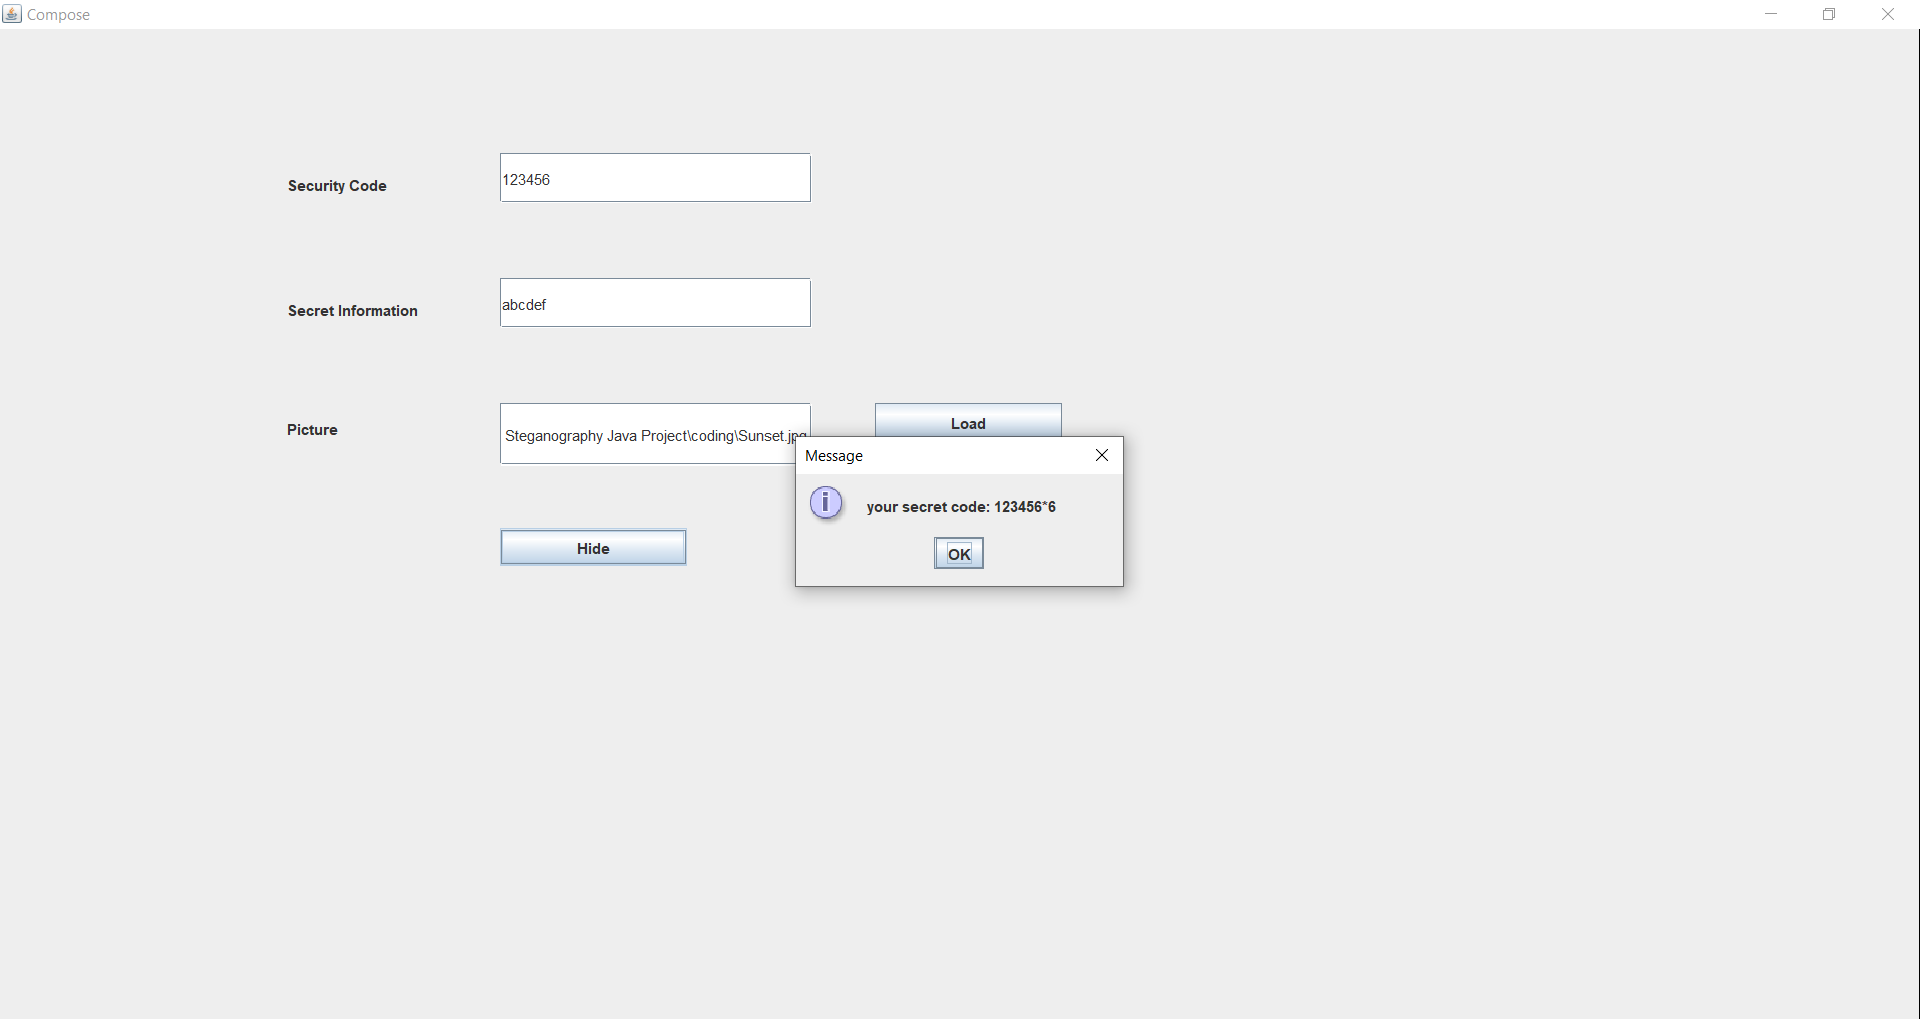 Compose
Security Code
123456
Secret Information
abcdef
Picture
Steganography Java Project\coding\Sunset.jpg
Load
Message
your secret code: 123456*6
OK
Hide